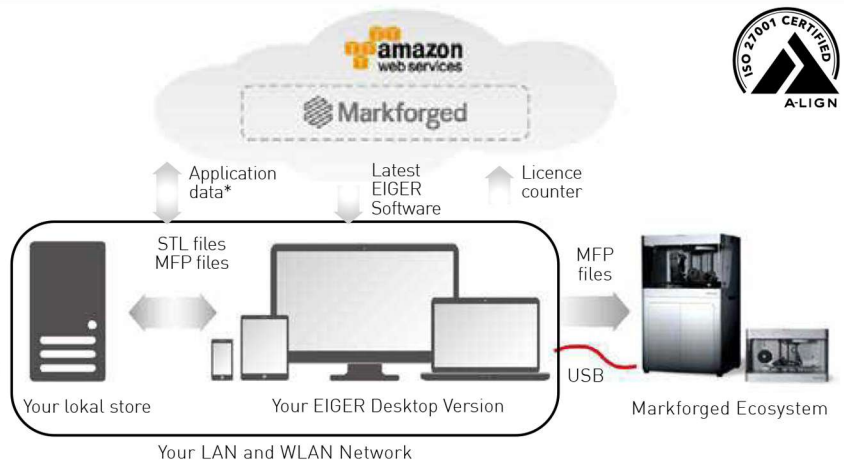 amazon
web services
Markforged
ISO 27001 CERTIFIED
A-LIGN
Application
data*
Latest
EIGER
Software
Licence
counter
STL files
MFP files
MFP
files
USB
Your lokal store
Your EIGER Desktop Version
Markforged Ecosystem
Your LAN and WLAN Network